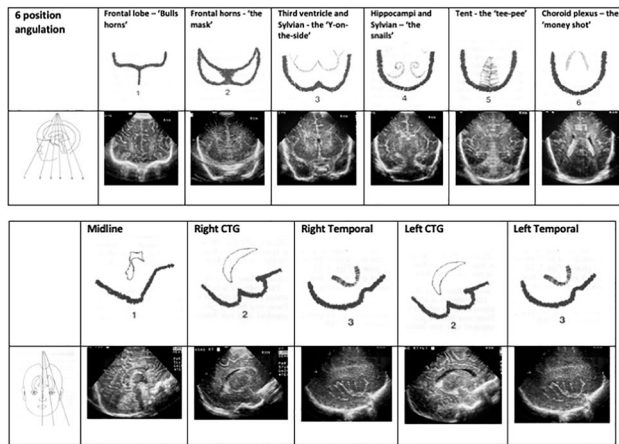 6 position
angulation
Frontal lobe – 'Bulls
horns'
Frontal horns - 'the
mask'
Third ventricle and
Sylvian - the 'Y-on-
the-side'
Hippocampi and
Sylvian – 'the
snails'
Tent - the 'tee-pee'
Choroid plexus – the
'money shot'
1
2
3
4
5
6
Midline
Right CTG
Right Temporal
Left CTG
Left Temporal
1
2
3
2
3